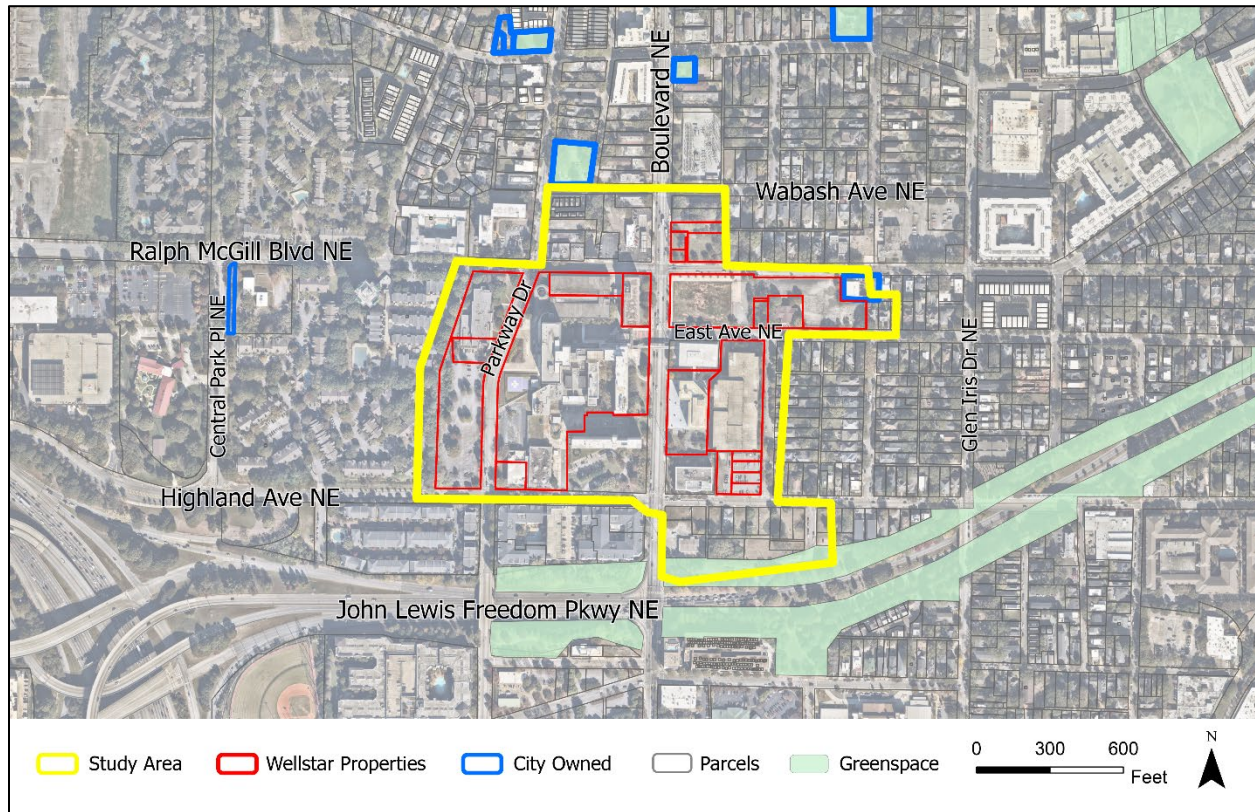 Boulevard NE
Wabash Ave NE
Ralph McGill Blvd NE
Central Park Pl NE
Parkway Dr
East Ave NE
Glen Iris Dr NE
Highland Ave NE
John Lewis Freedom Pkwy NE
Study Area
Wellstar Properties
City Owned
Parcels
Greenspace
0 300 600
Feet
N